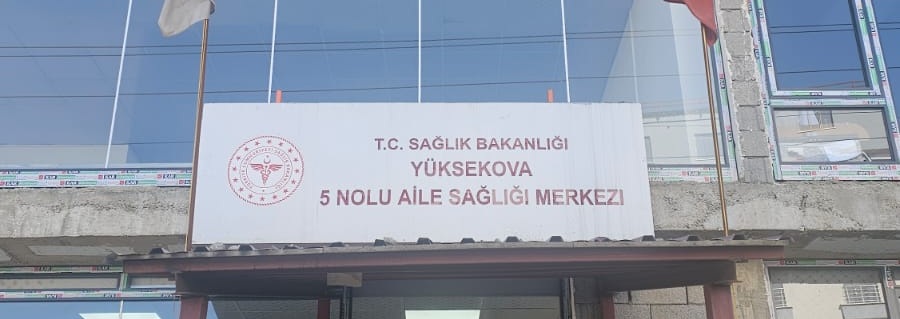 T.C. SAĞLIK BAKANLIĞI
YÜKSEKOVA
5 NOLU AİLE SAĞLIĞI MERKEZİ